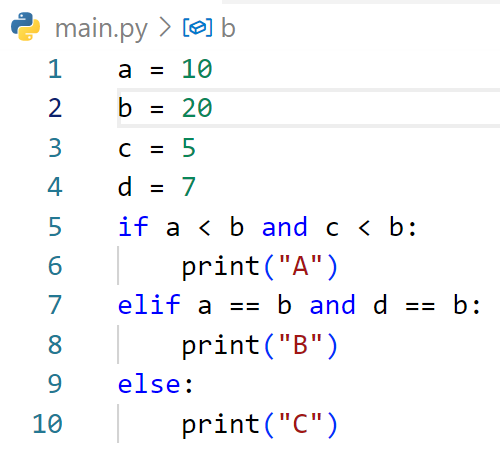 main.py > b
1 a = 10
2 b = 20
3 c = 5
4 d = 7
5 if a < b and c < b:
6     print("A")
7 elif a == b and d == b:
8     print("B")
9 else:
10     print("C")